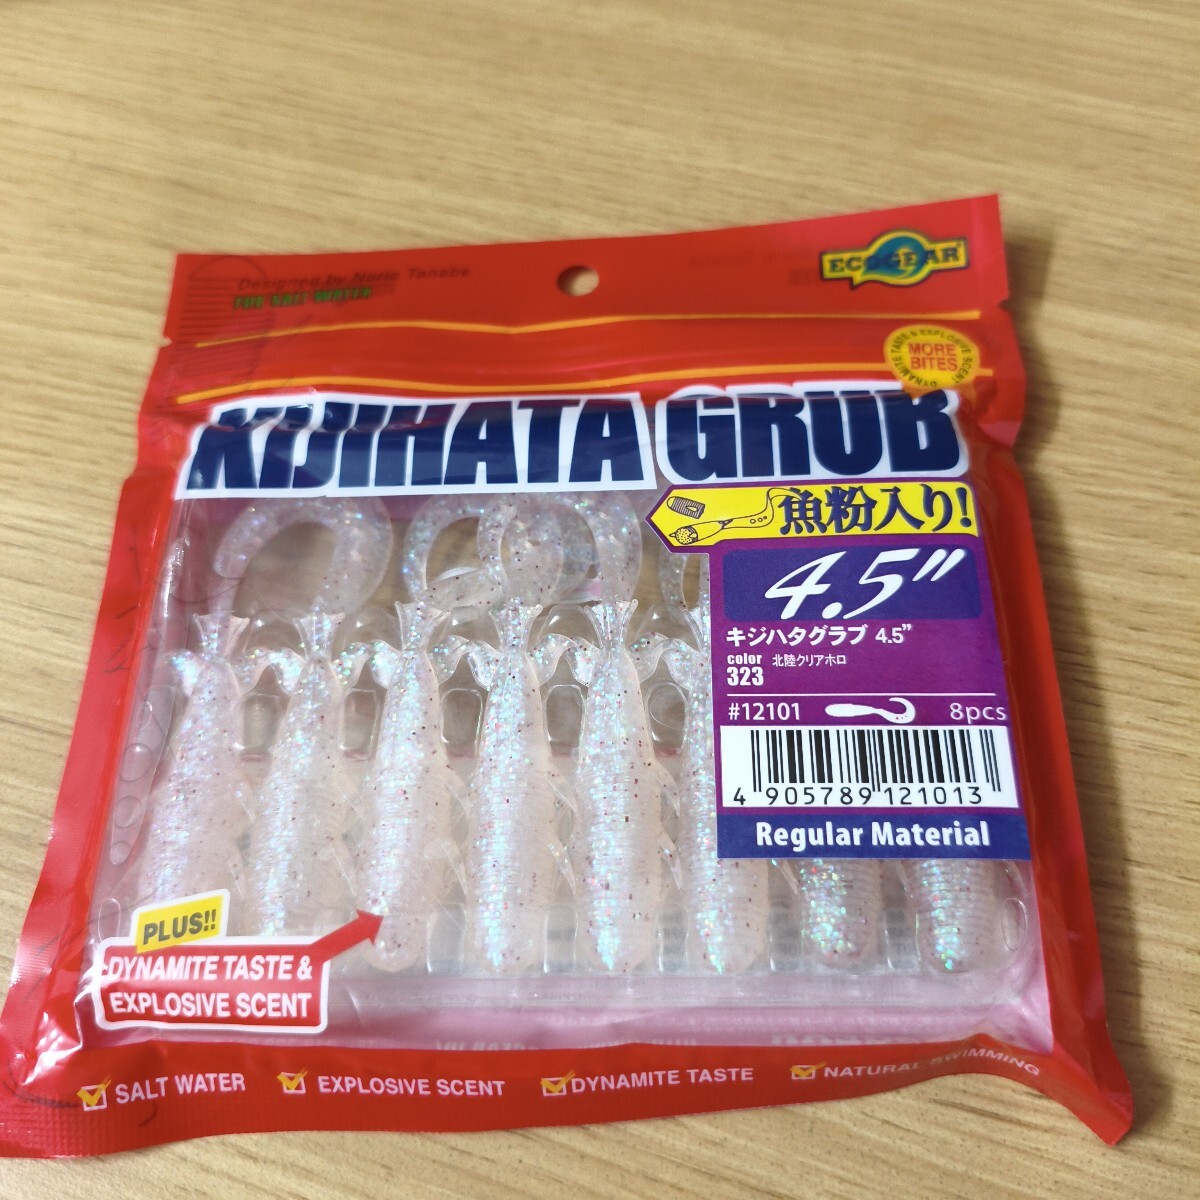 Designed by Norio Tanabe
FOR SALT WATER
ECOGEAR
DYNAMITE TASTE & EXPLOSIVE SCENT
MORE
BITES
KIJIHATA GRUB
魚粉入り!
4.5"
キジハタグラブ 4.5"
color 北陸クリアホロ
323
#12101 8pcs
4 905789 121013
Regular Material
PLUS!!
DYNAMITE TASTE &
EXPLOSIVE SCENT
SALT WATER EXPLOSIVE SCENT DYNAMITE TASTE NATURAL SWIMMING